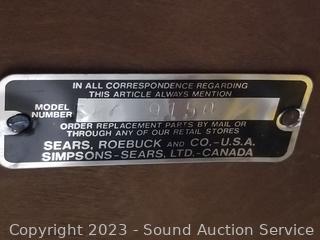 IN ALL CORRESPONDENCE REGARDING
THIS ARTICLE ALWAYS MENTION
MODEL
NUMBER
ORDER REPLACEMENT PARTS BY MAIL OR
THROUGH ANY OF OUR RETAIL STORES
SEARS, ROEBUCK AND CO.-U.S.A.
SIMPSONS-SEARS, LTD.-CANADA
Copyright © 2023 - Sound Auction Service